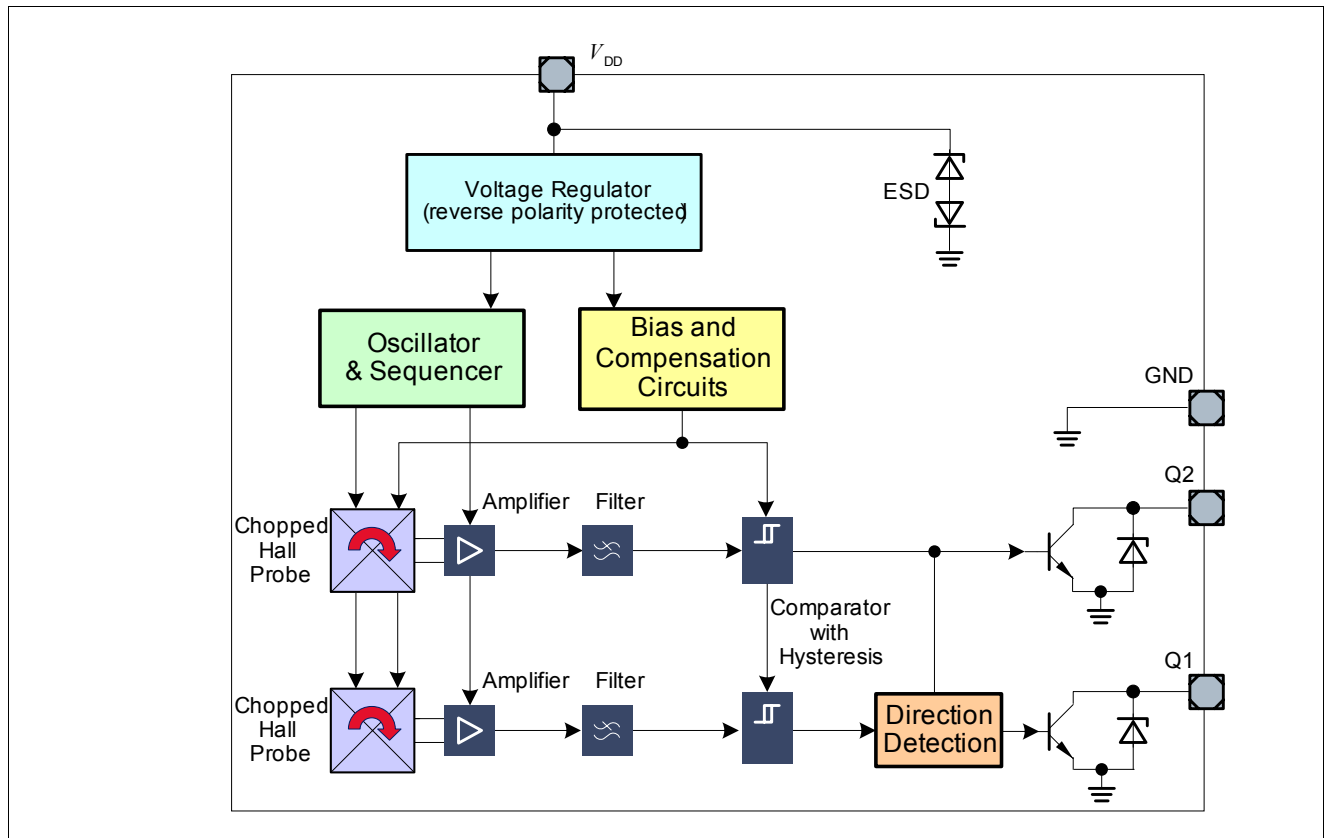 VDD
Voltage Regulator
(reverse polarity protected)
ESD
Oscillator
& Sequencer
Bias and
Compensation
Circuits
GND
Q2
Amplifier
Filter
Chopped
Hall
Probe
Comparator
with
Hysteresis
Q1
Amplifier
Filter
Chopped
Hall
Probe
Direction
Detection